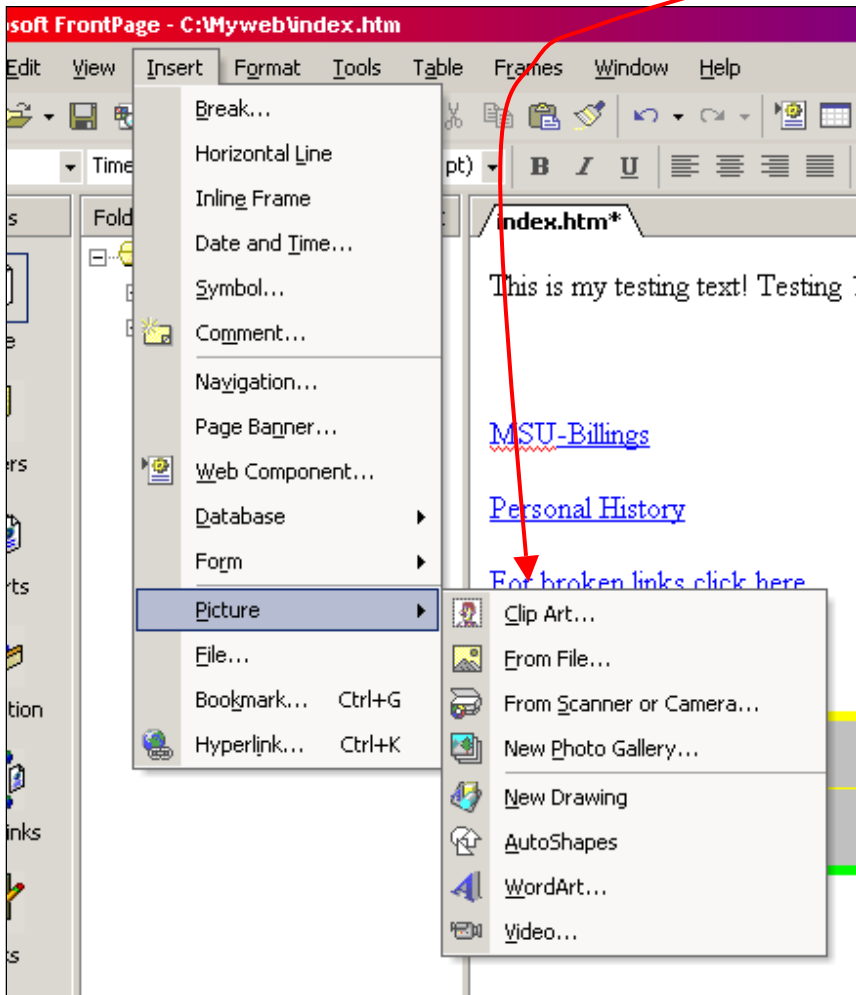 soft FrontPage - C:\Myweb\index.htm
Edit View Insert Format Tools Table Frames Window Help
Time pt) B I U
s Fold index.htm*
Break...
Horizontal Line
Inline Frame
Date and Time...
Symbol...
Comment...
Navigation...
Page Banner...
Web Component...
Database
Form
Picture
File...
Bookmark... Ctrl+G
Hyperlink... Ctrl+K
This is my testing text! Testing
MSU-Billings
Personal History
For broken links click here
Clip Art...
From File...
From Scanner or Camera...
New Photo Gallery...
New Drawing
AutoShapes
WordArt...
Video...
e
ers
rts
tion
inks
ks